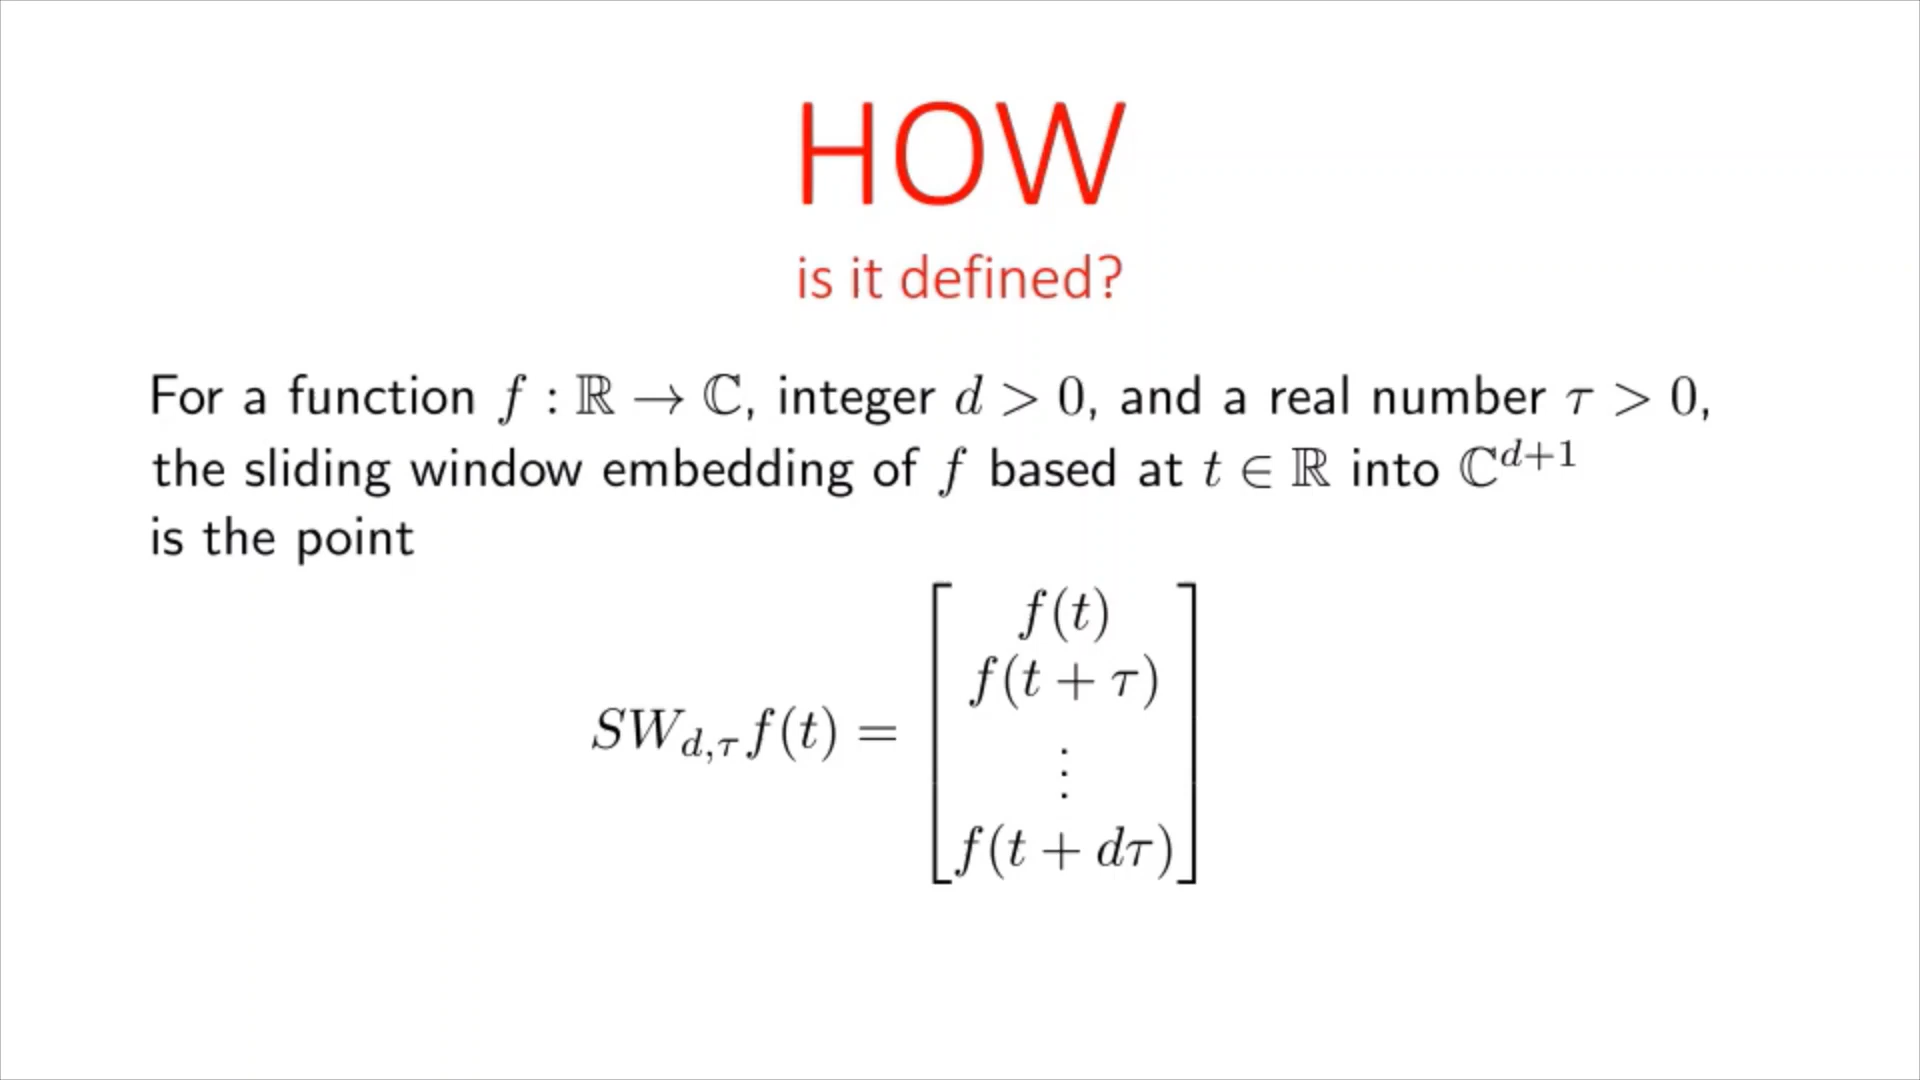 HOW
is it defined?
For a function f : ℝ → ℂ, integer d > 0, and a real number τ > 0,
the sliding window embedding of f based at t ∈ ℝ into ℂ^{d+1}
is the point
SW_{d,τ} f(t) =
f(t)
f(t + τ)
⋮
f(t + dτ)